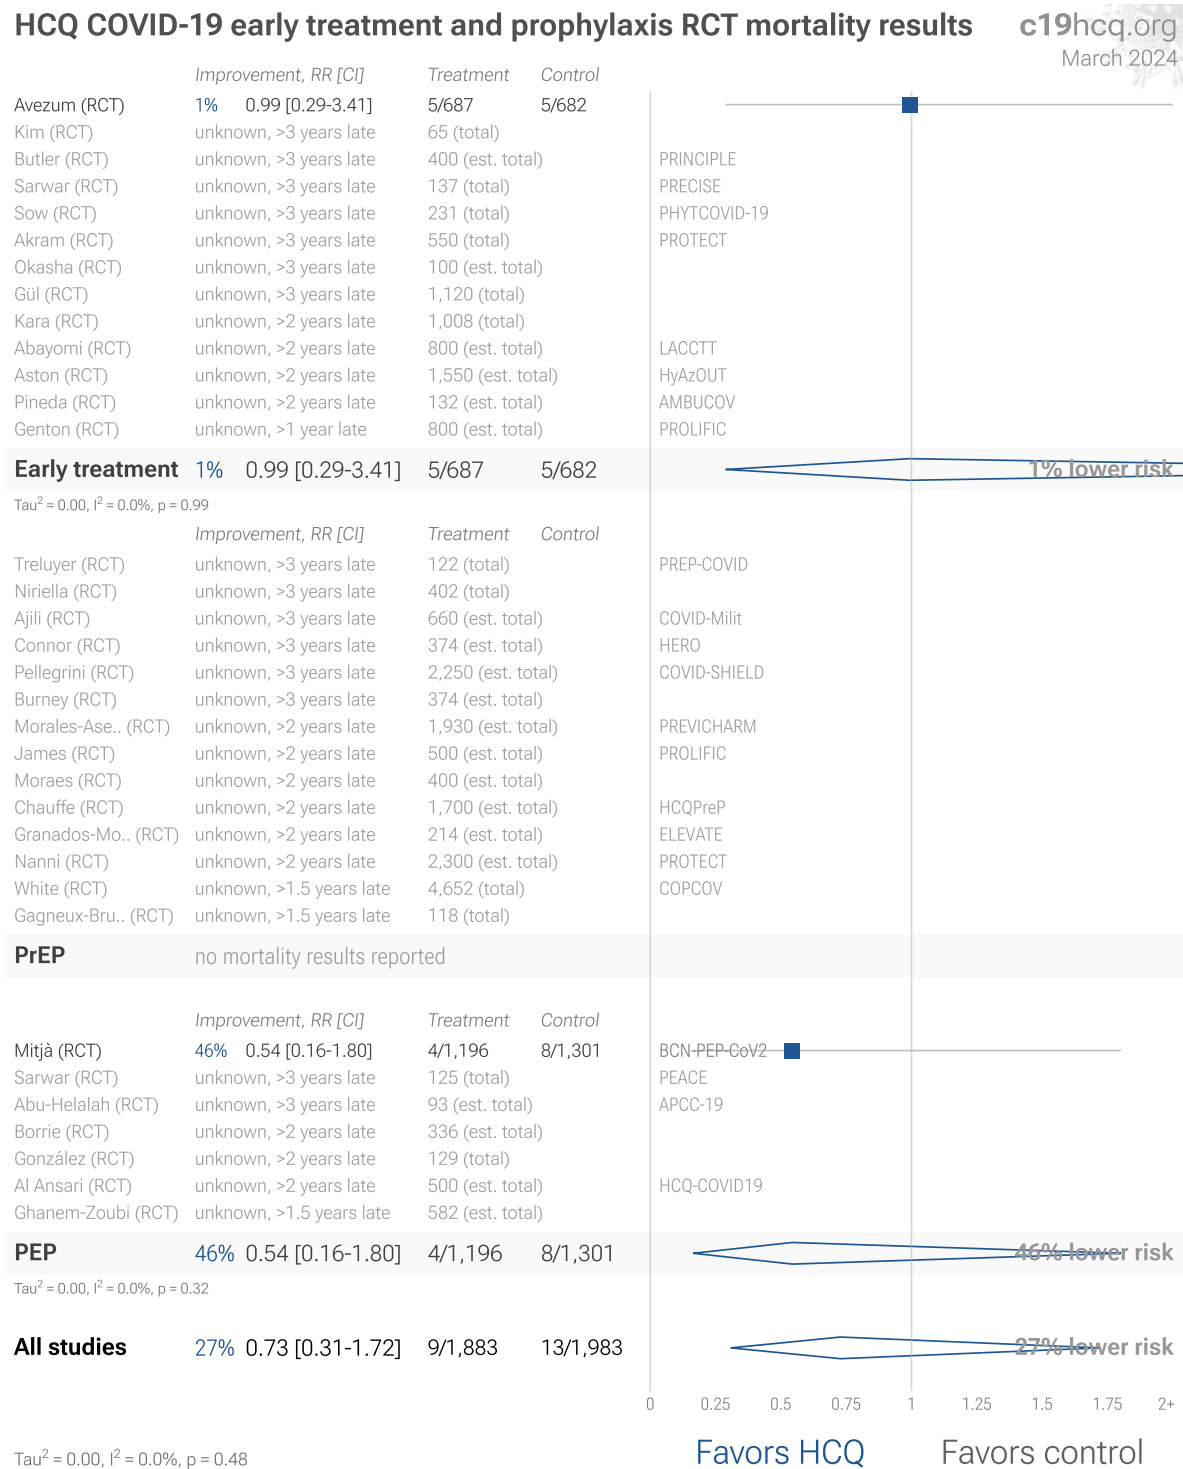 HCQ COVID-19 early treatment and prophylaxis RCT mortality results c19hcq.org
March 2024
Improvement, RR [CI] Treatment Control
Avezum (RCT) 1% 0.99 [0.29-3.41] 5/687 5/682
Kim (RCT) unknown, >3 years late 65 (total)
Butler (RCT) unknown, >3 years late 400 (est. total) PRINCIPLE
Sarwar (RCT) unknown, >3 years late 137 (total) PRECISE
Sow (RCT) unknown, >3 years late 231 (total) PHYTCOVID-19
Akram (RCT) unknown, >3 years late 550 (total) PROTECT
Okasha (RCT) unknown, >3 years late 100 (est. total)
Gül (RCT) unknown, >3 years late 1,120 (total)
Kara (RCT) unknown, >2 years late 1,008 (total)
Abayomi (RCT) unknown, >2 years late 800 (est. total) LACCTT
Aston (RCT) unknown, >2 years late 1,550 (est. total) HyAzOUT
Pineda (RCT) unknown, >2 years late 132 (est. total) AMBUCOV
Genton (RCT) unknown, >1 year late 800 (est. total) PROLIFIC
Early treatment 1% 0.99 [0.29-3.41] 5/687 5/682 1% lower risk
Tau² = 0.00, I² = 0.0%, p = 0.99
Improvement, RR [CI] Treatment Control
Treluyer (RCT) unknown, >3 years late 122 (total) PREP-COVID
Niriella (RCT) unknown, >3 years late 402 (total)
Ajili (RCT) unknown, >3 years late 660 (est. total) COVID-Milit
Connor (RCT) unknown, >3 years late 374 (est. total) HERO
Pellegrini (RCT) unknown, >3 years late 2,250 (est. total) COVID-SHIELD
Burney (RCT) unknown, >3 years late 374 (est. total)
Morales-Ase.. (RCT) unknown, >2 years late 1,930 (est. total) PREVICHARM
James (RCT) unknown, >2 years late 500 (est. total) PROLIFIC
Moraes (RCT) unknown, >2 years late 400 (est. total)
Chauffe (RCT) unknown, >2 years late 1,700 (est. total) HCQPreP
Granados-Mo.. (RCT) unknown, >2 years late 214 (est. total) ELEVATE
Nanni (RCT) unknown, >2 years late 2,300 (est. total) PROTECT
White (RCT) unknown, >1.5 years late 4,652 (total) COPCOV
Gagneux-Bru.. (RCT) unknown, >1.5 years late 118 (total)
PrEP no mortality results reported
Improvement, RR [CI] Treatment Control
Mitjà (RCT) 46% 0.54 [0.16-1.80] 4/1,196 8/1,301 BCN-PEP-CoV2
Sarwar (RCT) unknown, >3 years late 125 (total) PEACE
Abu-Helalah (RCT) unknown, >3 years late 93 (est. total) APCC-19
Borrie (RCT) unknown, >2 years late 336 (est. total)
González (RCT) unknown, >2 years late 129 (total)
Al Ansari (RCT) unknown, >2 years late 500 (est. total) HCQ-COVID19
Ghanem-Zoubi (RCT) unknown, >1.5 years late 582 (est. total)
PEP 46% 0.54 [0.16-1.80] 4/1,196 8/1,301 46% lower risk
Tau² = 0.00, I² = 0.0%, p = 0.32
All studies 27% 0.73 [0.31-1.72] 9/1,883 13/1,983 27% lower risk
0 0.25 0.5 0.75 1 1.25 1.5 1.75 2+
Tau² = 0.00, I² = 0.0%, p = 0.48 Favors HCQ Favors control